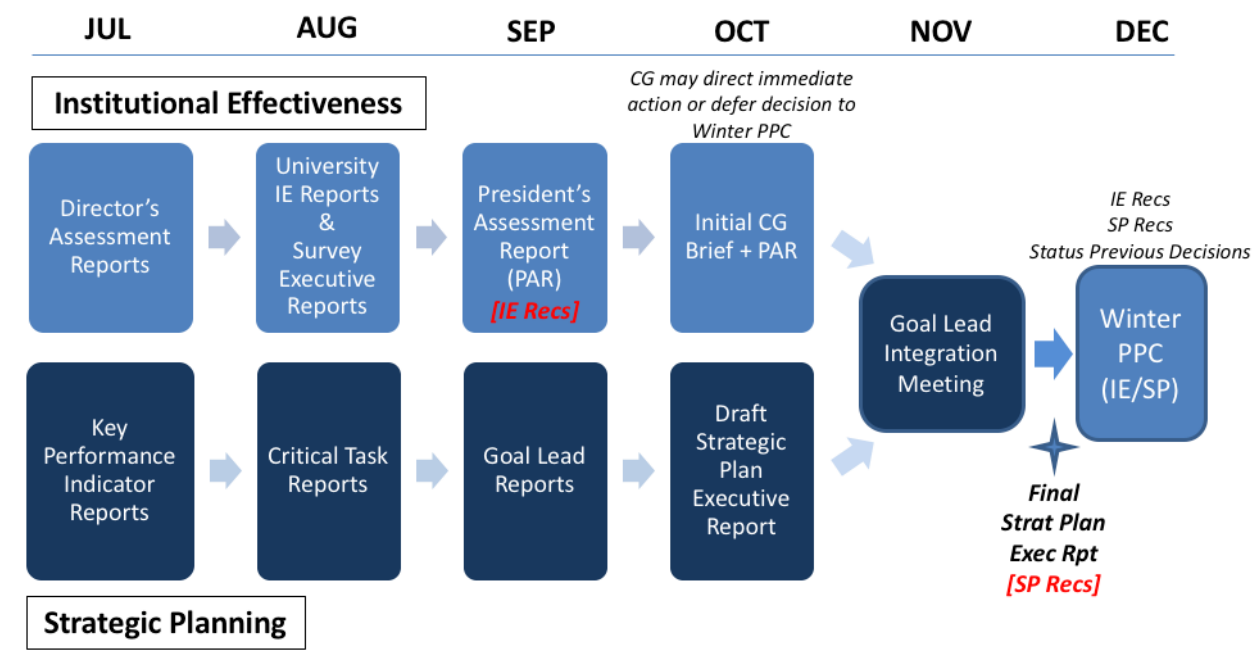 JUL AUG SEP OCT NOV DEC
Institutional Effectiveness
CG may direct immediate
action or defer decision to
Winter PPC
Director's
Assessment
Reports
University
IE Reports
&
Survey
Executive
Reports
President's
Assessment
Report
(PAR)
[IE Recs]
Initial CG
Brief + PAR
Key
Performance
Indicator
Reports
Critical Task
Reports
Goal Lead
Reports
Draft
Strategic
Plan
Executive
Report
Goal Lead
Integration
Meeting
IE Recs
SP Recs
Status Previous Decisions
Winter
PPC
(IE/SP)
Final
Strat Plan
Exec Rpt
[SP Recs]
Strategic Planning